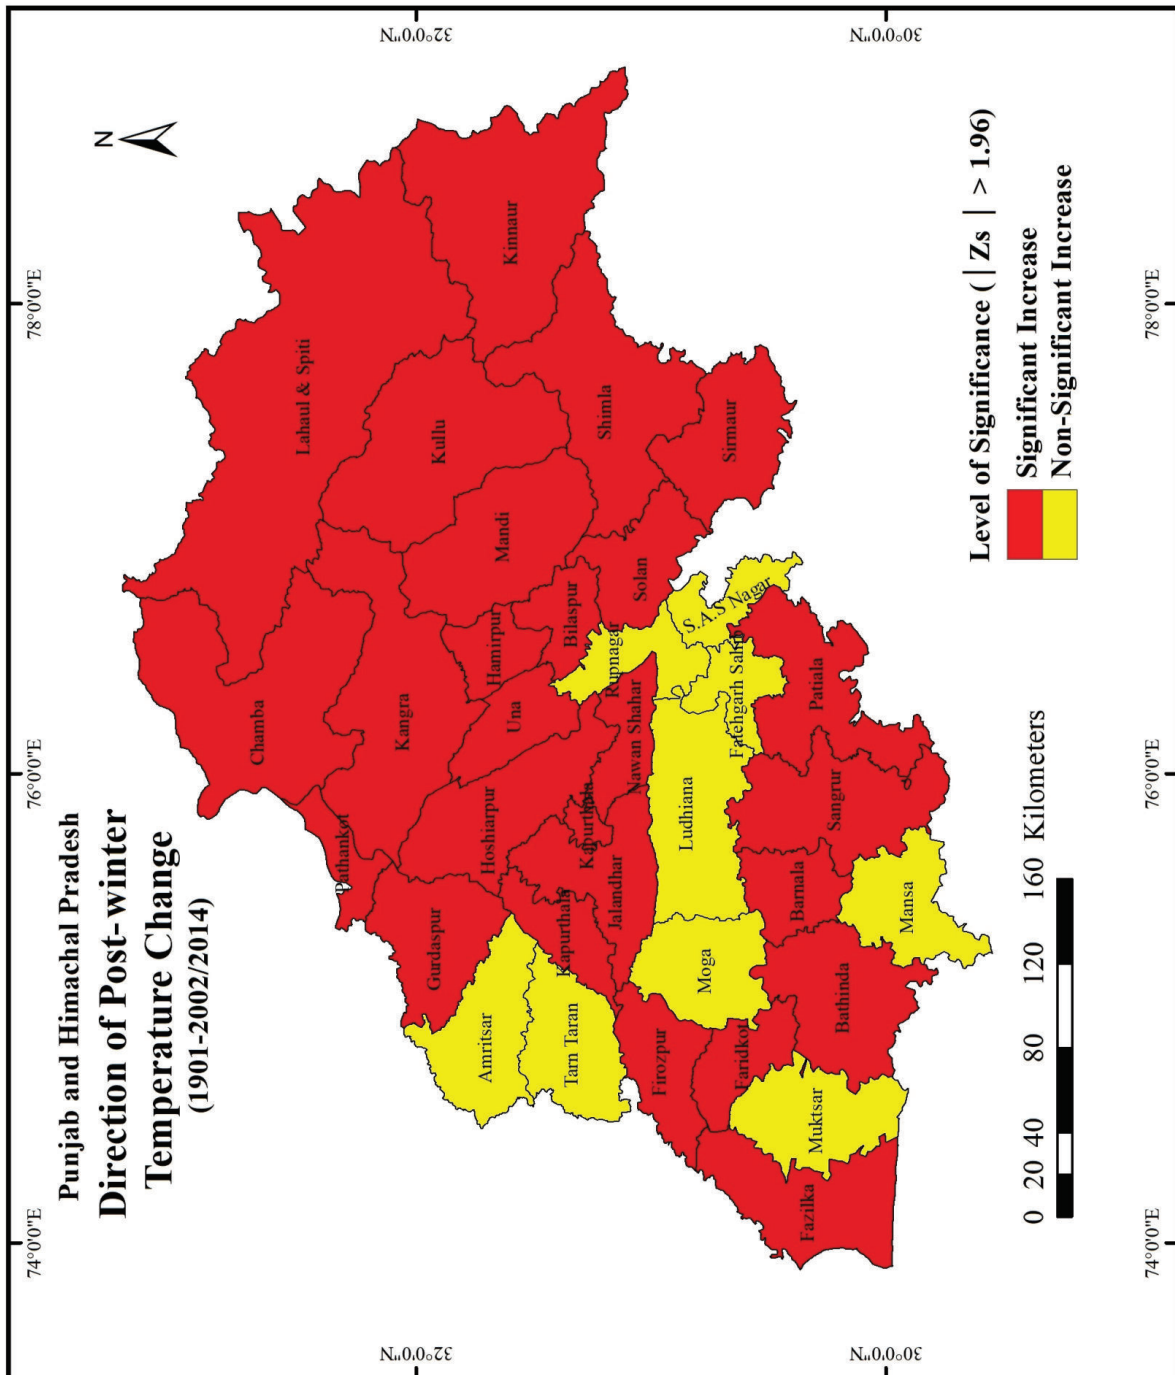 Punjab and Himachal Pradesh
Direction of Post-winter
Temperature Change
(1901-2002/2014)
N
74°0'0"E
76°0'0"E
78°0'0"E
32°0'0"N
32°0'0"N
30°0'0"N
30°0'0"N
Chamba
Lahaul & Spiti
Pathankot
Kangra
Kullu
Gurdaspur
Hoshiarpur
Una
Hamirpur
Mandi
Kinnaur
Amritsar
Kapurthala
Kapurthala
Bilaspur
Tarn Taran
Jalandhar
Nawan Shahar
Rupnagar
Solan
Shimla
Firozpur
Moga
Ludhiana
Fatehgarh Sahib
S.A.S Nagar
Sirmaur
Faridkot
Fazilka
Muktsar
Bathinda
Barnala
Sangrur
Patiala
Mansa
Level of Significance ( | Zs | > 1.96)
Significant Increase
Non-Significant Increase
0 20 40 80 120 160 Kilometers
74°0'0"E
76°0'0"E
78°0'0"E